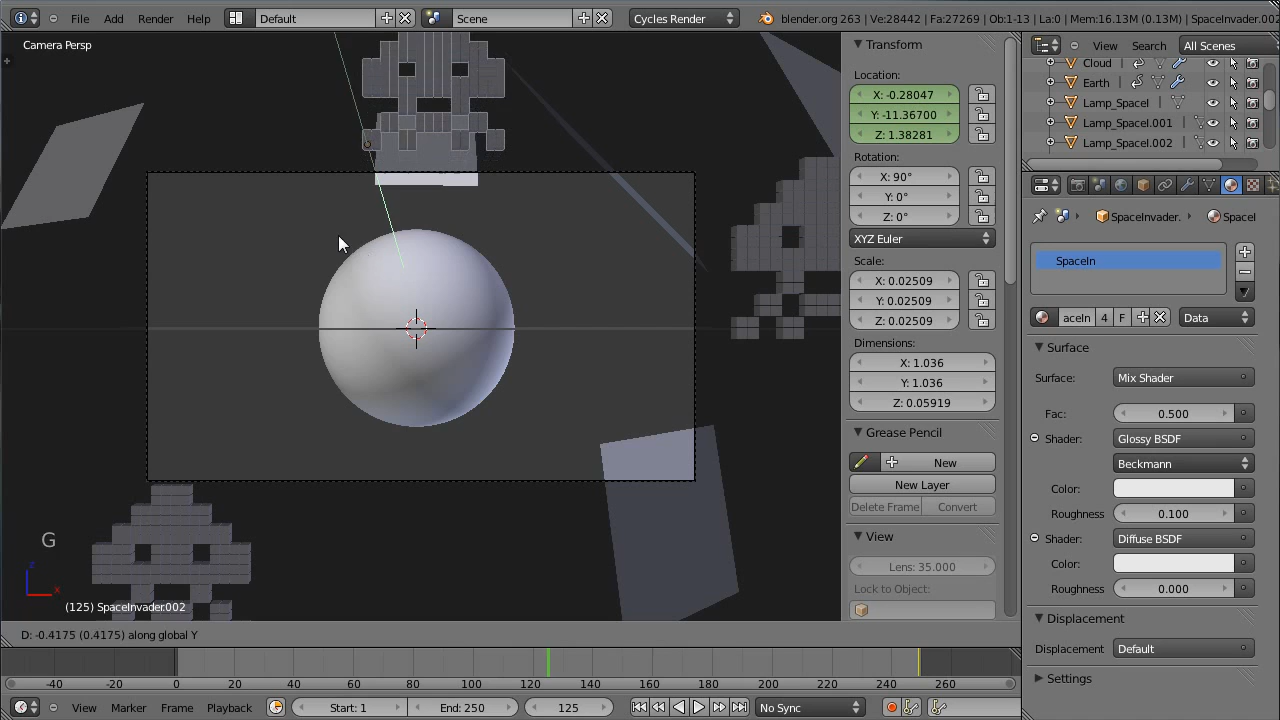 File Add Render Help Default Scene Cycles Render blender.org 263 | Ve:28442 | Fa:27269 | Ob:1-13 | La:0 | Mem:16.13M (0.13M) | SpaceInvader.002
Camera Persp
Transform
Location:
X: -0.28047
Y: -11.36700
Z: 1.38281
Rotation:
X: 90°
Y: 0°
Z: 0°
XYZ Euler
Scale:
X: 0.02509
Y: 0.02509
Z: 0.02509
Dimensions:
X: 1.036
Y: 1.036
Z: 0.05919
Grease Pencil
New
New Layer
Delete Frame Convert
View
Lens: 35.000
Lock to Object:
View Search All Scenes
Cloud
Earth
Lamp_SpaceI
Lamp_SpaceI.001
Lamp_SpaceI.002
SpaceInvader. SpaceI
SpaceIn
aceIn 4 F Data
Surface
Surface: Mix Shader
Fac: 0.500
Shader: Glossy BSDF
Beckmann
Color:
Roughness 0.100
Shader: Diffuse BSDF
Color:
Roughness 0.000
Displacement
Displacement Default
Settings
G
z
x
(125) SpaceInvader.002
D: -0.4175 (0.4175) along global Y
-40 -20 0 20 40 60 80 100 120 140 160 180 200 220 240 260
View Marker Frame Playback Start: 1 End: 250 125 No Sync